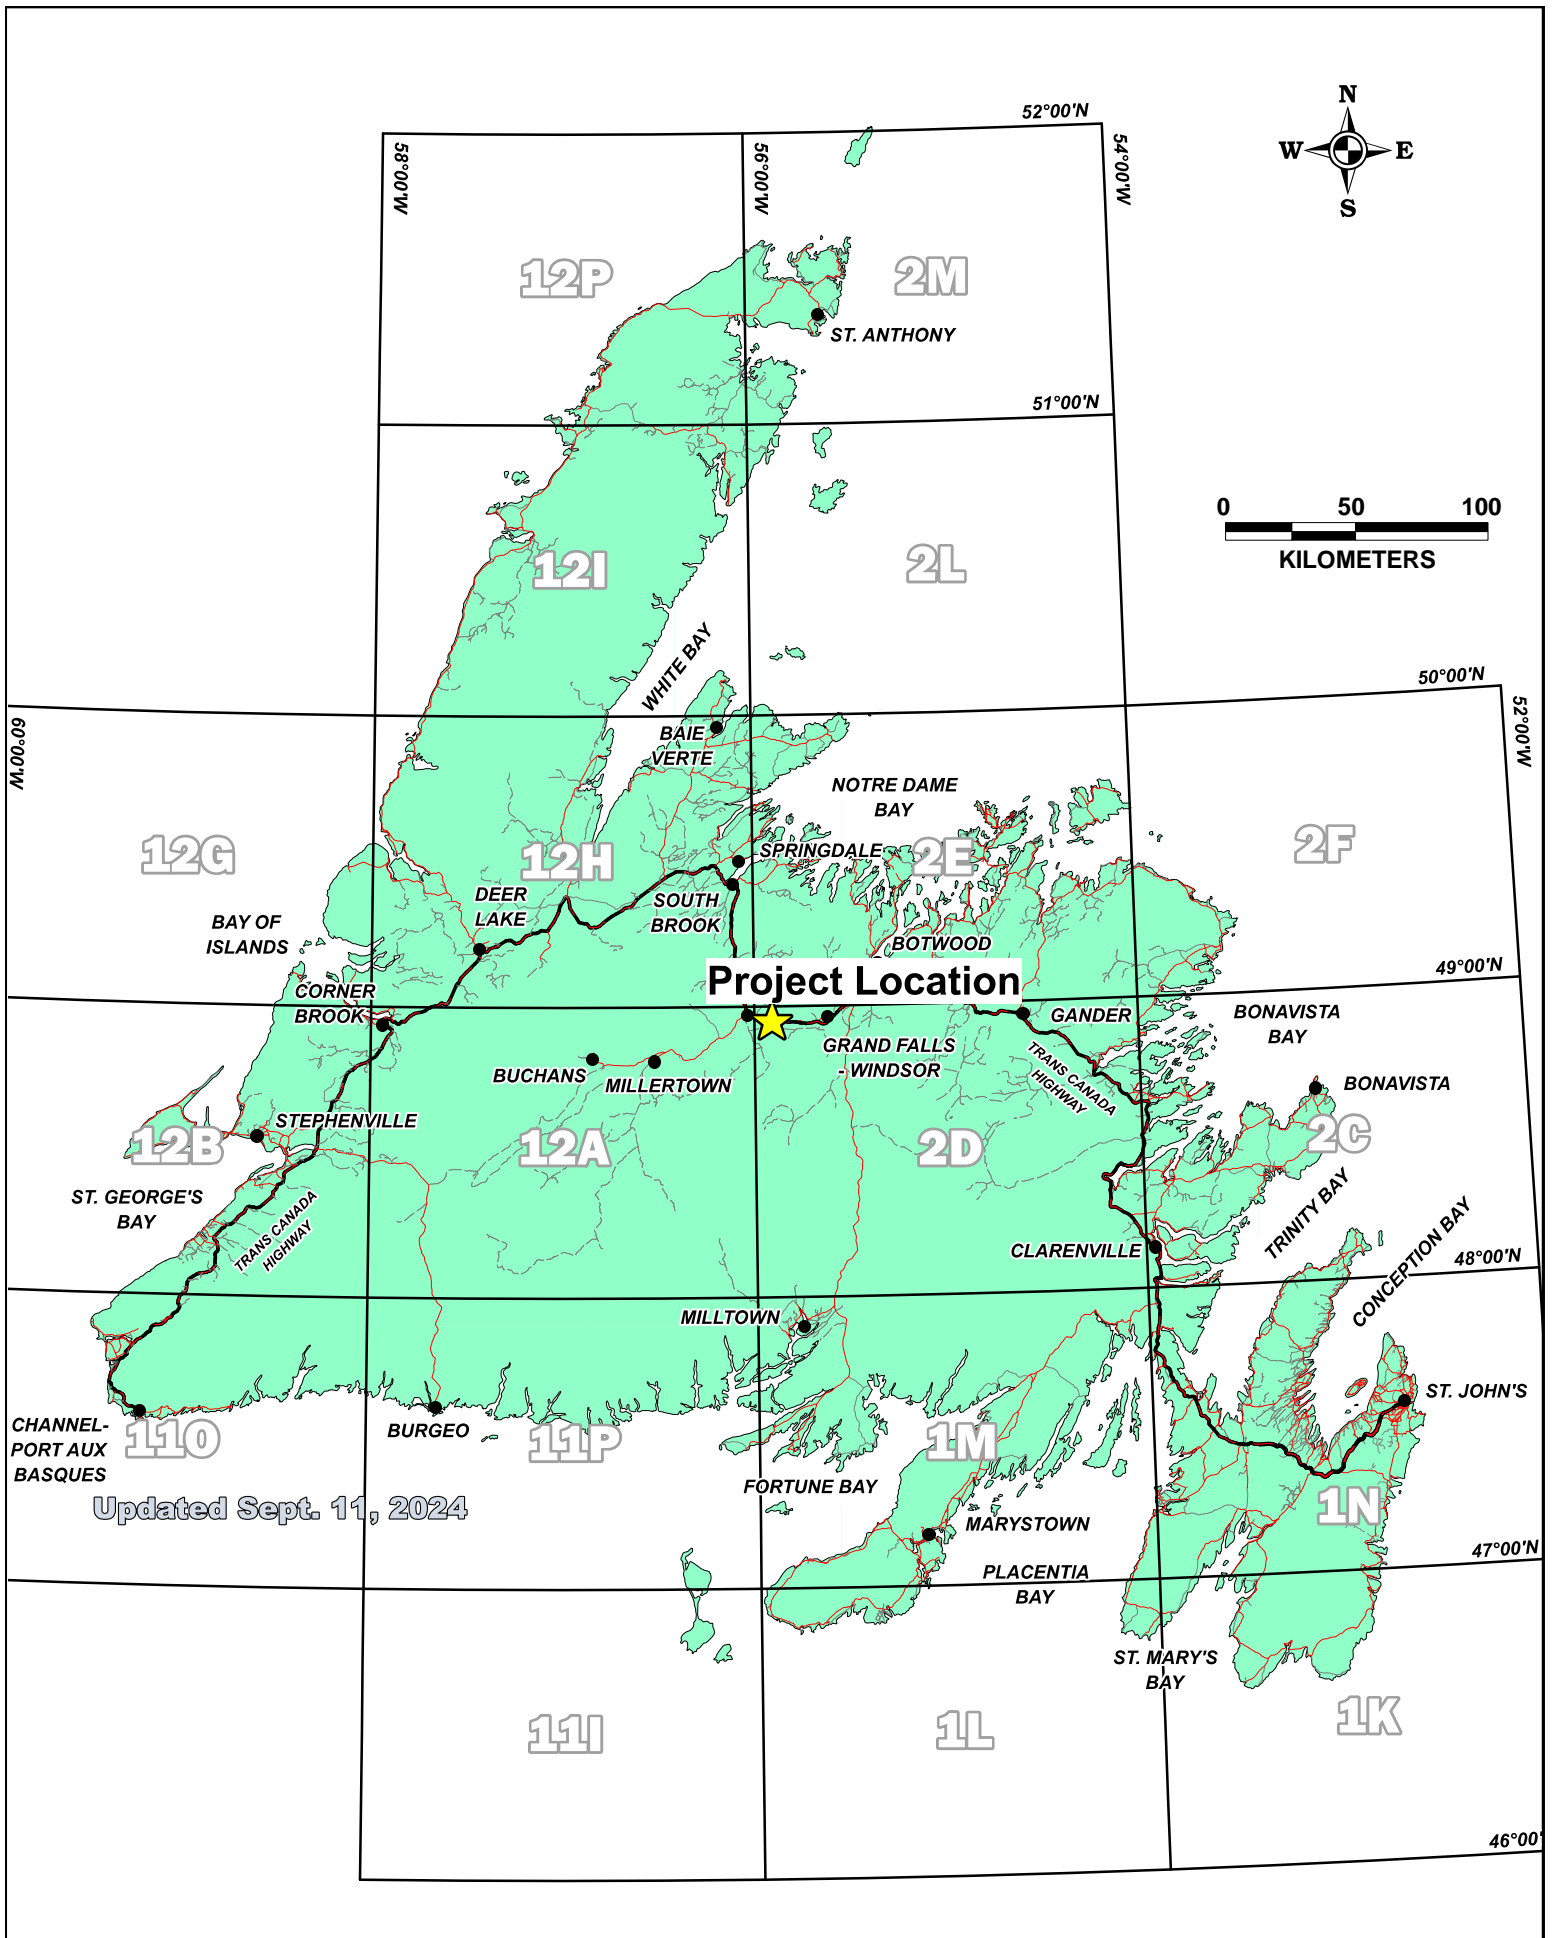 N
W E
S
52°00'N
58°00'W
56°00'W
54°00'W
12P
2M
ST. ANTHONY
51°00'N
0 50 100
KILOMETERS
12I
2L
WHITE BAY
50°00'N
60°00'W
52°00'W
BAIE
VERTE
NOTRE DAME
BAY
12G
12H
SPRINGDALE
2E
2F
DEER
LAKE
SOUTH
BROOK
BAY OF
ISLANDS
BOTWOOD
49°00'N
Project Location
CORNER
BROOK
GANDER
BONAVISTA
BAY
GRAND FALLS
- WINDSOR
TRANS CANADA
HIGHWAY
BUCHANS
MILLERTOWN
BONAVISTA
STEPHENVILLE
12B
12A
2D
2C
ST. GEORGE'S
BAY
TRANS CANADA
HIGHWAY
TRINITY BAY
CONCEPTION BAY
CLARENVILLE
48°00'N
MILLTOWN
ST. JOHN'S
CHANNEL-
PORT AUX
BASQUES
11O
BURGEO
11P
1M
FORTUNE BAY
Updated Sept. 11, 2024
1N
MARYSTOWN
47°00'N
PLACENTIA
BAY
ST. MARY'S
BAY
11I
1L
1K
46°00'